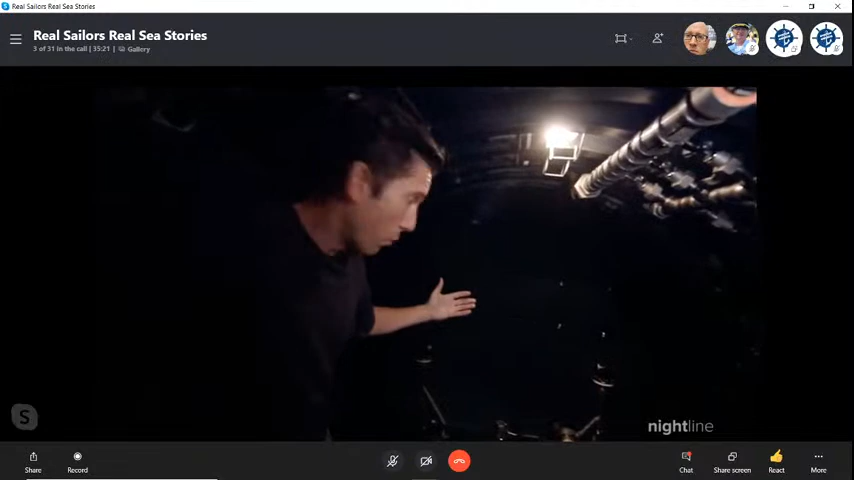 Real Sailors Real Sea Stories
Real Sailors Real Sea Stories
3 of 31 in the call | 35:21 | Gallery
nightline
S
Share
Record
Chat
Share screen
React
More